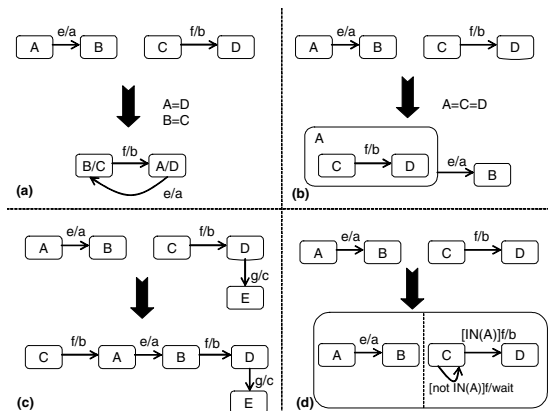 e/a
f/b
A
B
C
D
A=D
B=C
f/b
B/C
A/D
e/a
(a)
e/a
f/b
A
B
C
D
A=C=D
A
f/b
C
D
e/a
B
(b)
e/a
f/b
A
B
C
D
g/c
E
f/b
e/a
f/b
C
A
B
D
g/c
E
(c)
e/a
f/b
A
B
C
D
[IN(A)]f/b
e/a
A
B
C
D
[not IN(A)]f/wait
(d)